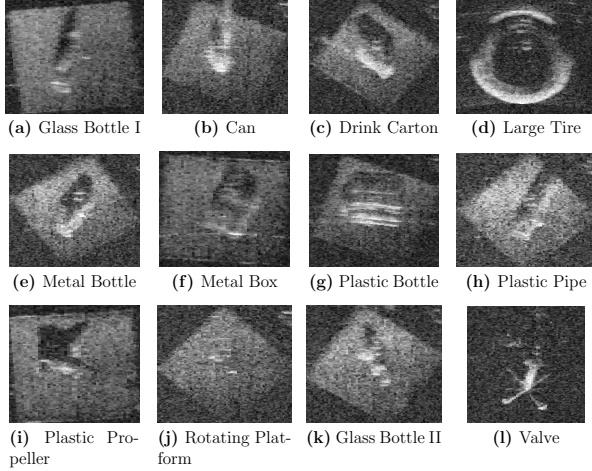 (a) Glass Bottle I
(b) Can
(c) Drink Carton
(d) Large Tire
(e) Metal Bottle
(f) Metal Box
(g) Plastic Bottle
(h) Plastic Pipe
(i) Plastic Pro-
peller
(j) Rotating Plat-
form
(k) Glass Bottle II
(l) Valve